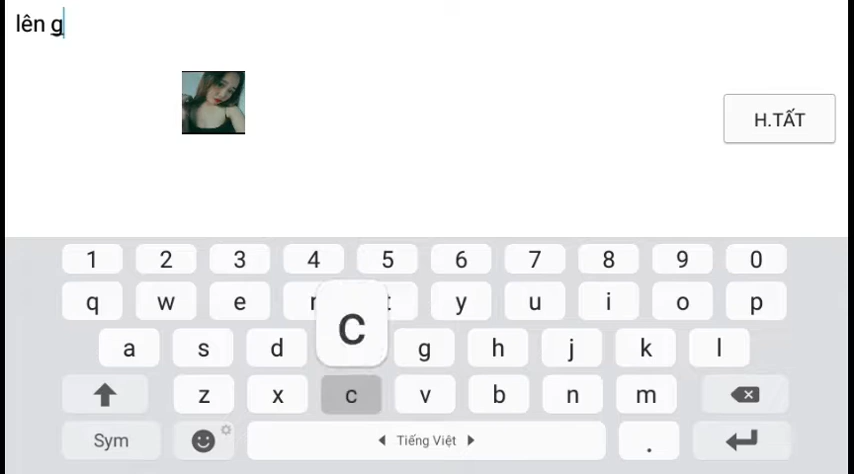 lên g
H.TẤT
1 2 3 4 5 6 7 8 9 0
q w e r t y u i o p
C
a s d g h j k l
z x c v b n m
Sym
Tiếng Việt
.